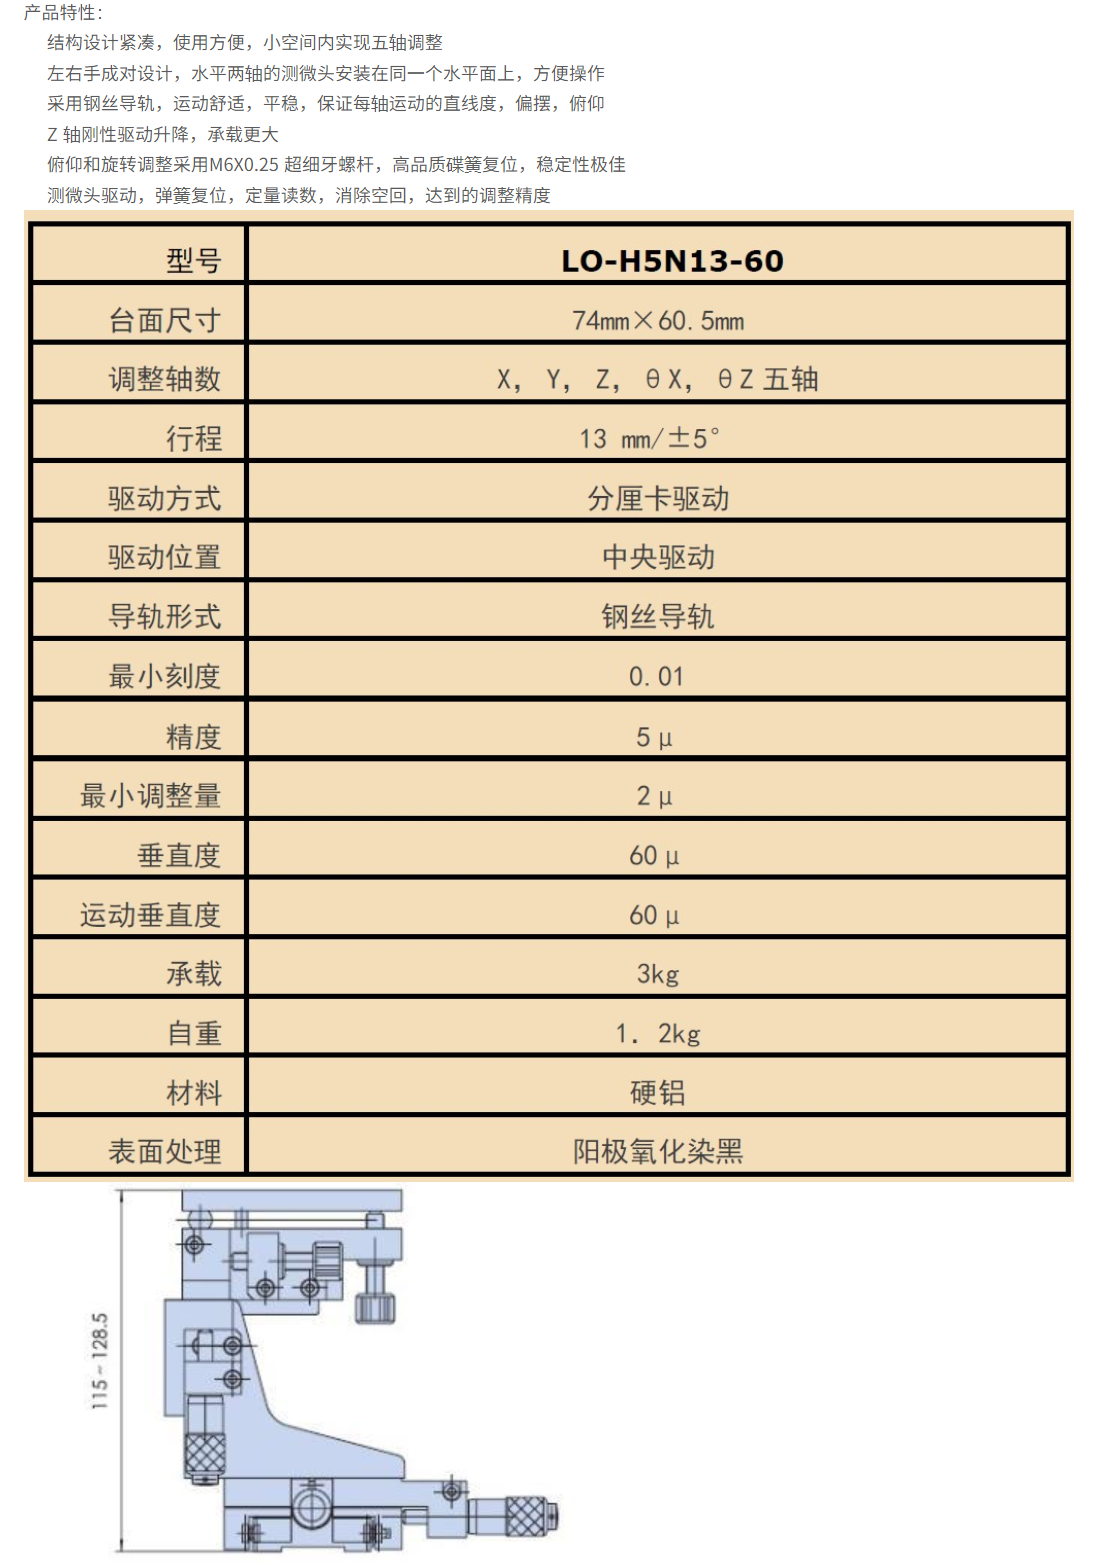 产品特性：
结构设计紧凑，使用方便，小空间内实现五轴调整
左右手成对设计，水平两轴的测微头安装在同一个水平面上，方便操作
采用钢丝导轨，运动舒适，平稳，保证每轴运动的直线度，偏摆，俯仰
Z 轴刚性驱动升降，承载更大
俯仰和旋转调整采用M6X0.25 超细牙螺杆，高品质碟簧复位，稳定性极佳
测微头驱动，弹簧复位，定量读数，消除空回，达到的调整精度
型号 LO-H5N13-60
台面尺寸 74mm×60.5mm
调整轴数 X， Y， Z， θX， θZ 五轴
行程 13 mm/±5°
驱动方式 分厘卡驱动
驱动位置 中央驱动
导轨形式 钢丝导轨
最小刻度 0.01
精度 5 μ
最小调整量 2 μ
垂直度 60 μ
运动垂直度 60 μ
承载 3kg
自重 1. 2kg
材料 硬铝
表面处理 阳极氧化染黑
115~128.5